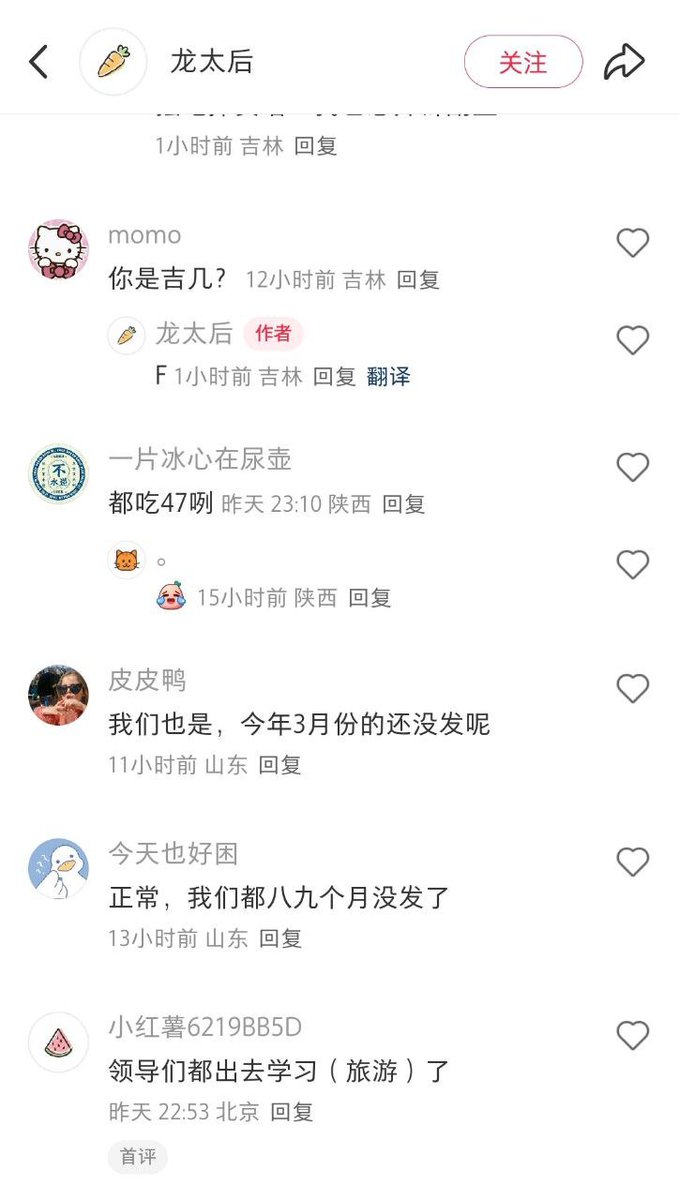 龙太后
关注
1小时前 吉林 回复
momo
你是吉几? 12小时前 吉林 回复
龙太后 作者
F 1小时前 吉林 回复 翻译
一片冰心在尿壶
都吃47咧 昨天 23:10 陕西 回复
。
15小时前 陕西 回复
皮皮鸭
我们也是，今年3月份的还没发呢
11小时前 山东 回复
今天也好困
正常，我们都八九个月没发了
13小时前 山东 回复
小红薯6219BB5D
领导们都出去学习（旅游）了
昨天 22:53 北京 回复
首评